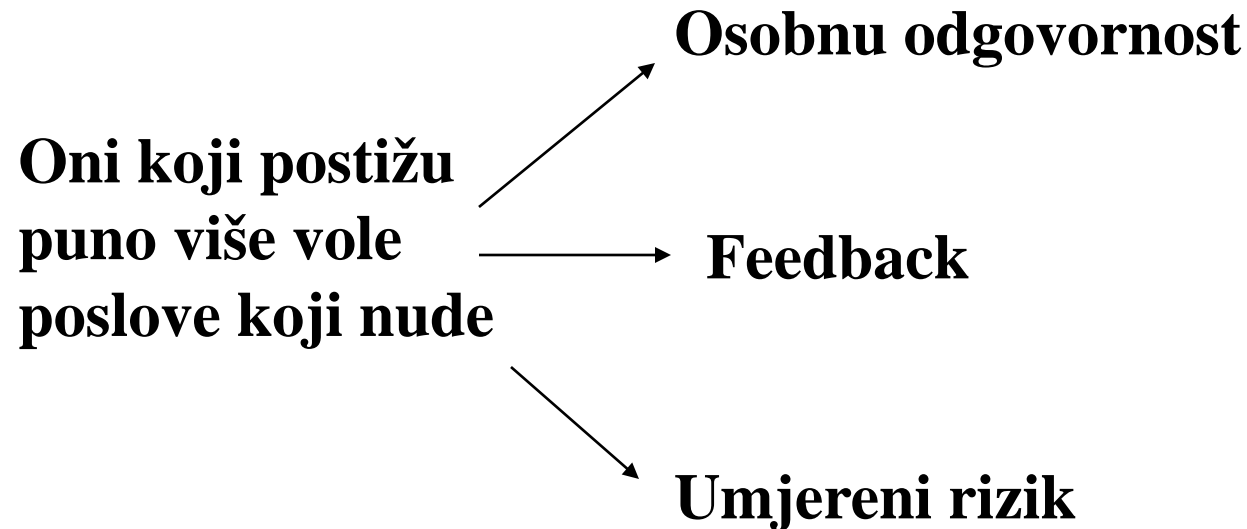 Osobnu odgovornost
Oni koji postižu
puno više vole
poslove koji nude
Feedback
Umjereni rizik